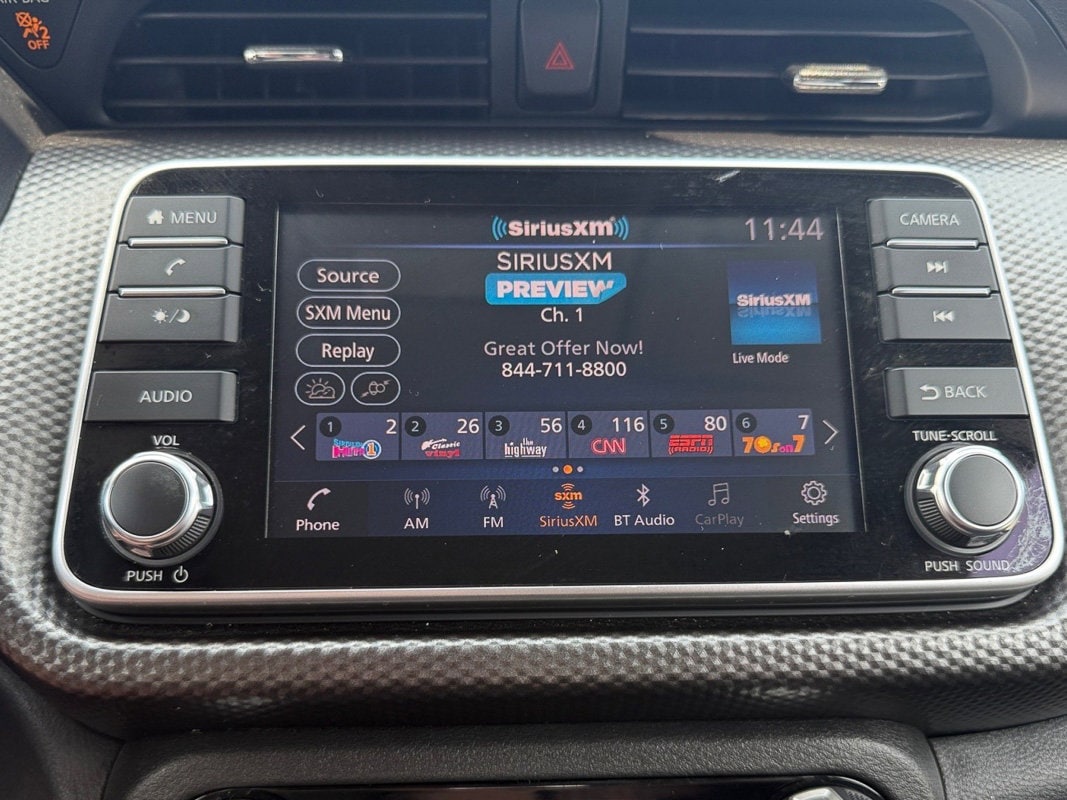 AIR BAG
2
OFF
MENU
AUDIO
VOL
PUSH
SiriusXM
11:44
Source
SXM Menu
Replay
SIRIUSXM
PREVIEW
Ch. 1
Great Offer Now!
844-711-8800
SiriusXM
Live Mode
1 2
2 26 Classic vinyl
3 56 the highway
4 116 CNN
5 80 ESPN RADIO
6 7 70s on 7
Phone
AM
FM
sxm
SiriusXM
BT Audio
CarPlay
Settings
CAMERA
BACK
TUNE-SCROLL
PUSH SOUND